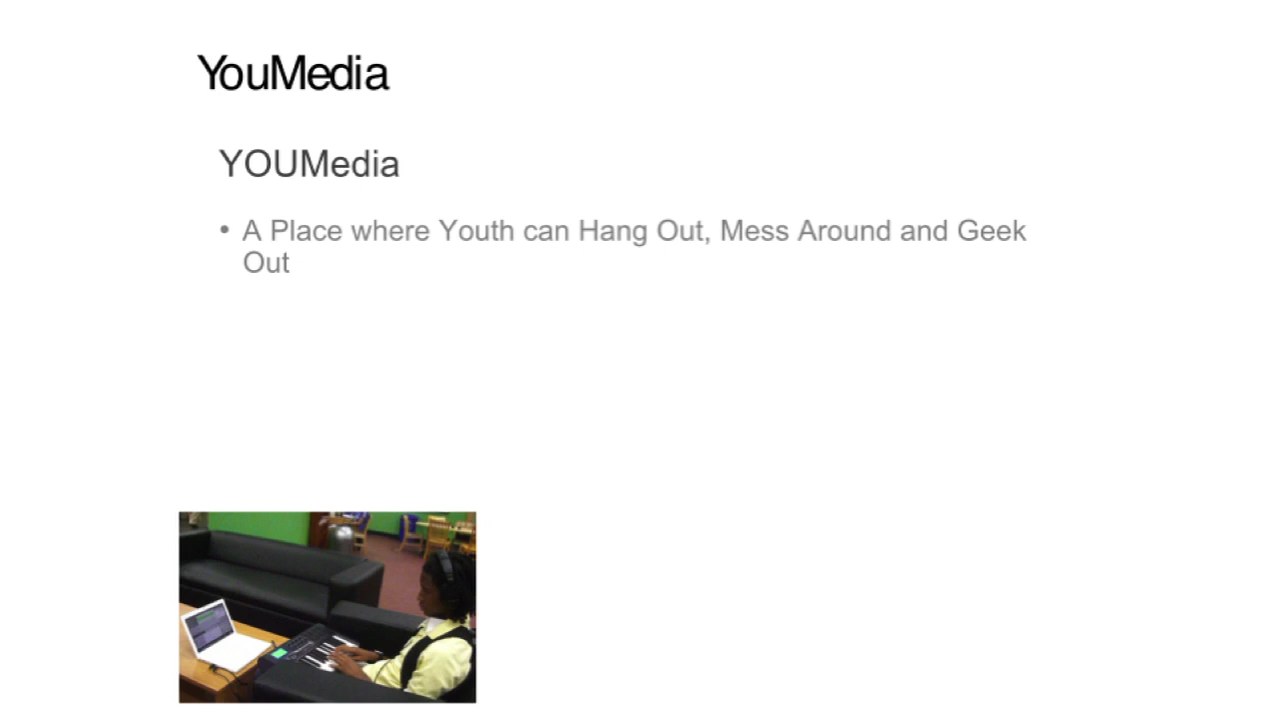 YouMedia
YOUMedia
• A Place where Youth can Hang Out, Mess Around and Geek
Out